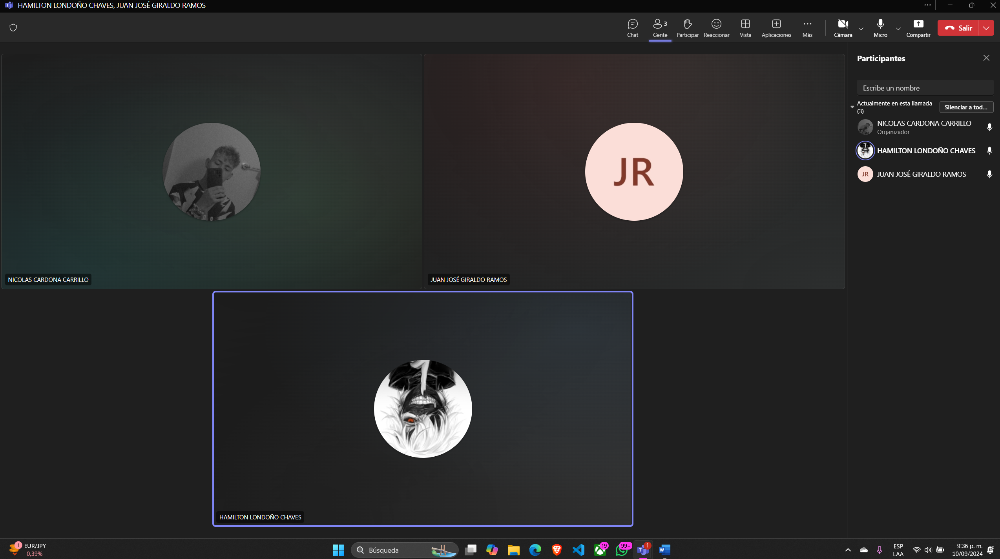 HAMILTON LONDOÑO CHAVES, JUAN JOSÉ GIRALDO RAMOS
Chat
Gente
3
Participar
Reaccionar
Vista
Aplicaciones
Más
Cámara
Micro
Compartir
Salir
JR
NICOLAS CARDONA CARRILLO
JUAN JOSÉ GIRALDO RAMOS
HAMILTON LONDOÑO CHAVES
Participantes
Escribe un nombre
Actualmente en esta llamada
(3)
Silenciar a tod...
NICOLAS CARDONA CARRILLO
Organizador
HAMILTON LONDOÑO CHAVES
JR
JUAN JOSÉ GIRALDO RAMOS
1
EUR/JPY
-0,39%
Búsqueda
19
99+
1
ESP
LAA
9:36 p. m.
10/09/2024